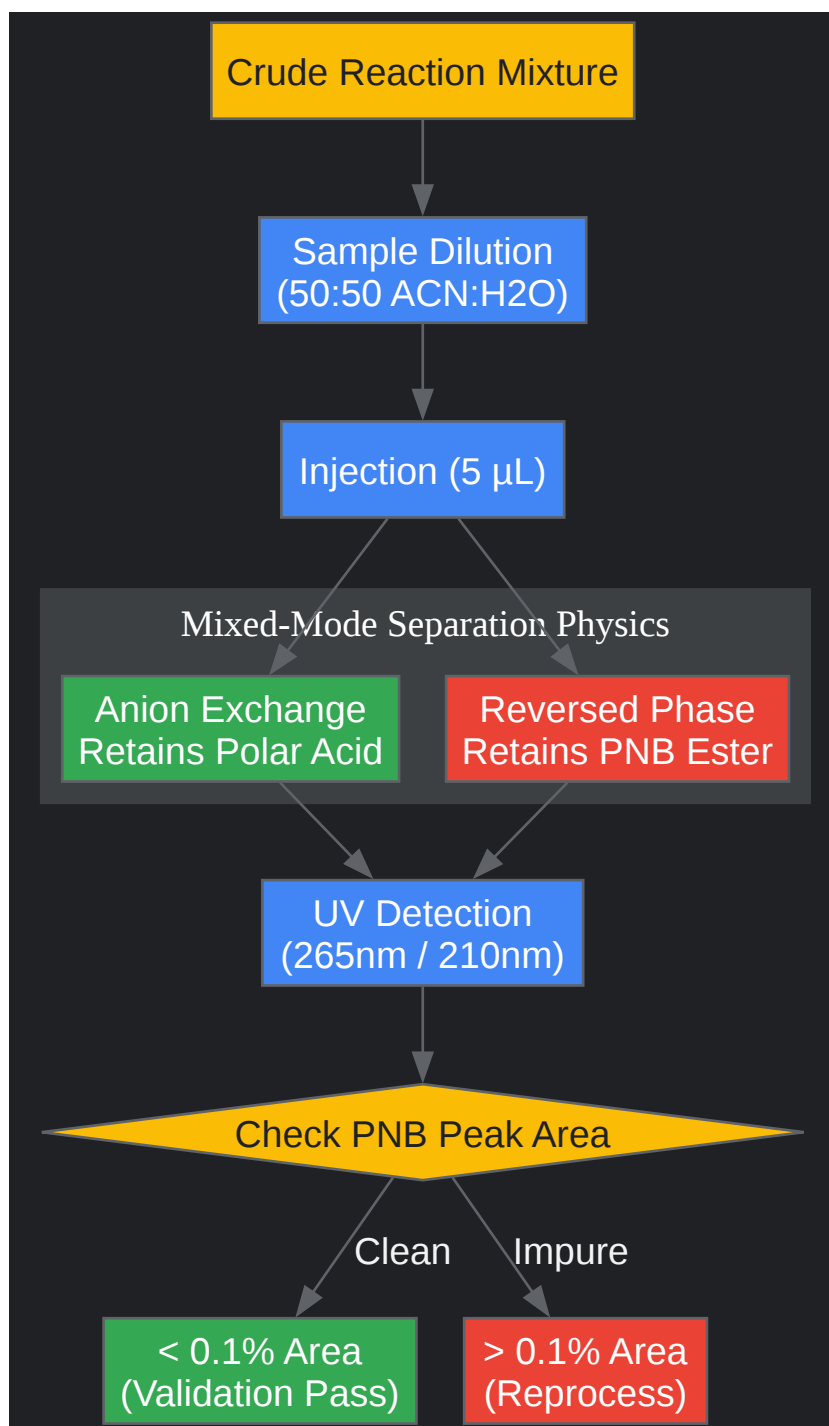 Crude Reaction Mixture
Sample Dilution
(50:50 ACN:H2O)
Injection (5 µL)
Mixed-Mode Separation Physics
Anion Exchange
Retains Polar Acid
Reversed Phase
Retains PNB Ester
UV Detection
(265nm / 210nm)
Check PNB Peak Area
Clean
Impure
< 0.1% Area
(Validation Pass)
> 0.1% Area
(Reprocess)